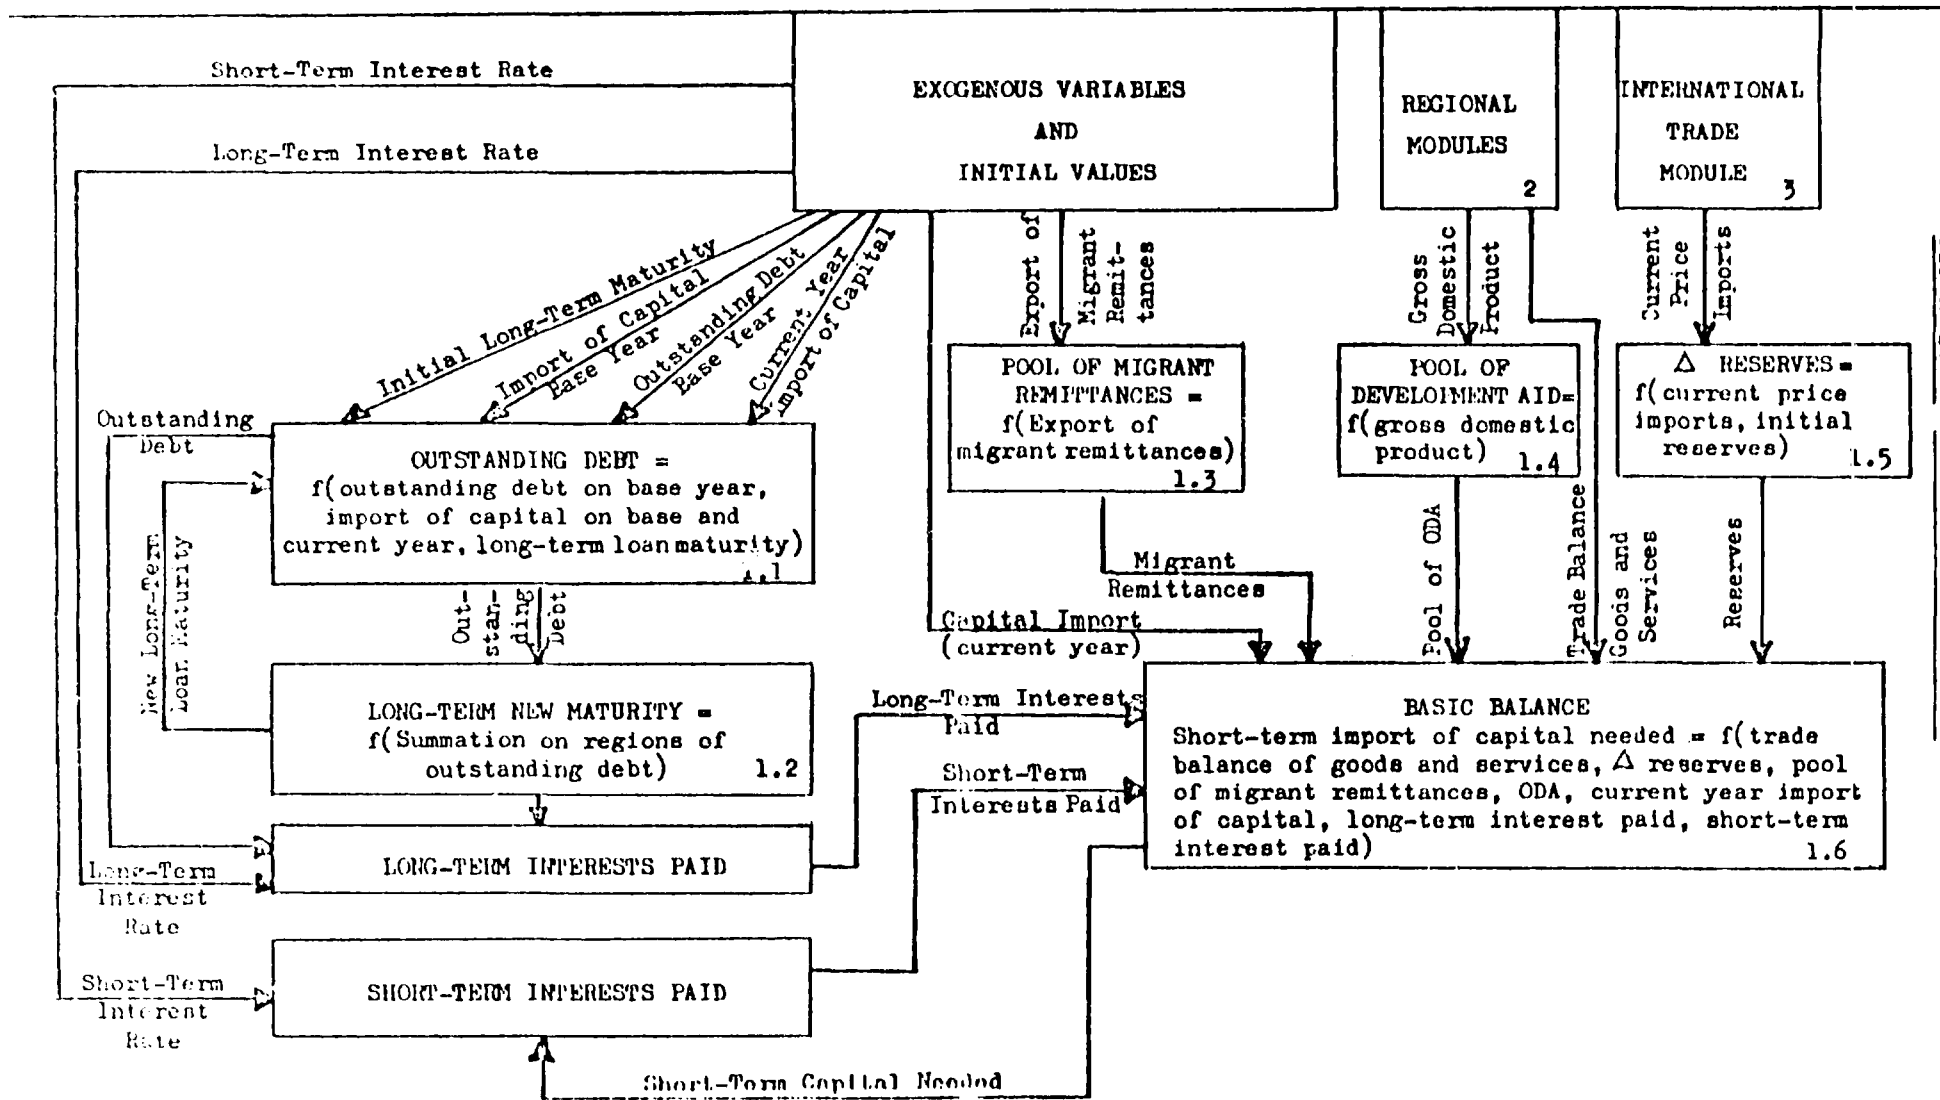 Short-Term Interest Rate
Long-Term Interest Rate
EXOGENOUS VARIABLES
AND
INITIAL VALUES
REGIONAL
MODULES
2
INTERNATIONAL
TRADE
MODULE
3
Initial Long-Term Maturity
Import of Capital
Base Year
Outstanding Debt
Base Year
Current Year
Import of Capital
Export of
Migrant
Remit-
tances
Gross
Domestic
Product
Current
Price
Imports
POOL OF MIGRANT
REMITTANCES =
f(Export of
migrant remittances)
1.3
POOL OF
DEVELOIMENT AID=
f(gross domestic
product)
1.4
Δ RESERVES=
f(current price
imports, initial
reserves)
1.5
Outstanding
Debt
OUTSTANDING DEBT =
f(outstanding debt on base year,
import of capital on base and
current year, long-term loan maturity)
1.1
New Long-Term
Loan Maturity
Out-
stan-
ding
Debt
Migrant
Remittances
Capital Import
(current year)
Pool of ODA
Trade Balance
Goods and
Services
Reserves
LONG-TERM NEW MATURITY =
f(Summation on regions of
outstanding debt)
1.2
Long-Term Interests
Paid
Short-Term
Interests Paid
BASIC BALANCE
Short-term import of capital needed = f(trade
balance of goods and services, Δ reserves, pool
of migrant remittances, ODA, current year import
of capital, long-term interest paid, short-term
interest paid)
1.6
LONG-TERM INTERESTS PAID
Long-Term
Interest
Rate
SHORT-TERM INTERESTS PAID
Short-Term
Interest
Rate
Short-Term Capital Needed